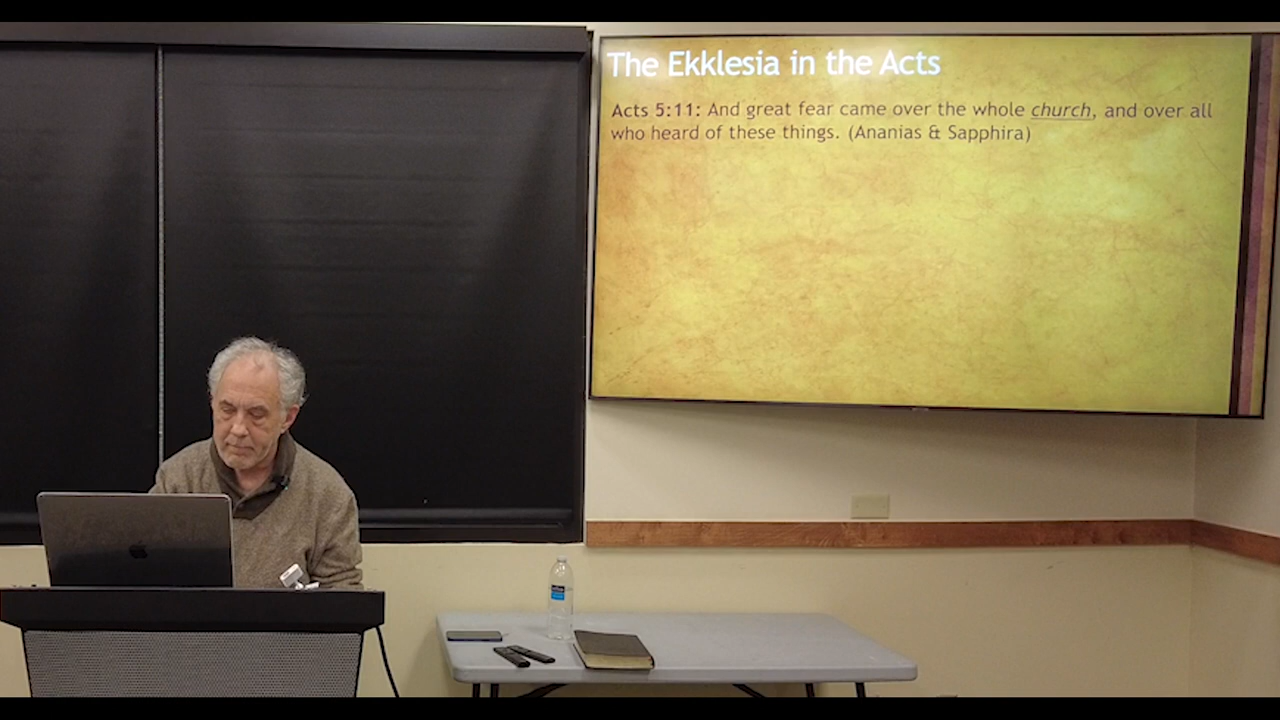 The Ekklesia in the Acts
Acts 5:11: And great fear came over the whole church, and over all
who heard of these things. (Ananias & Sapphira)